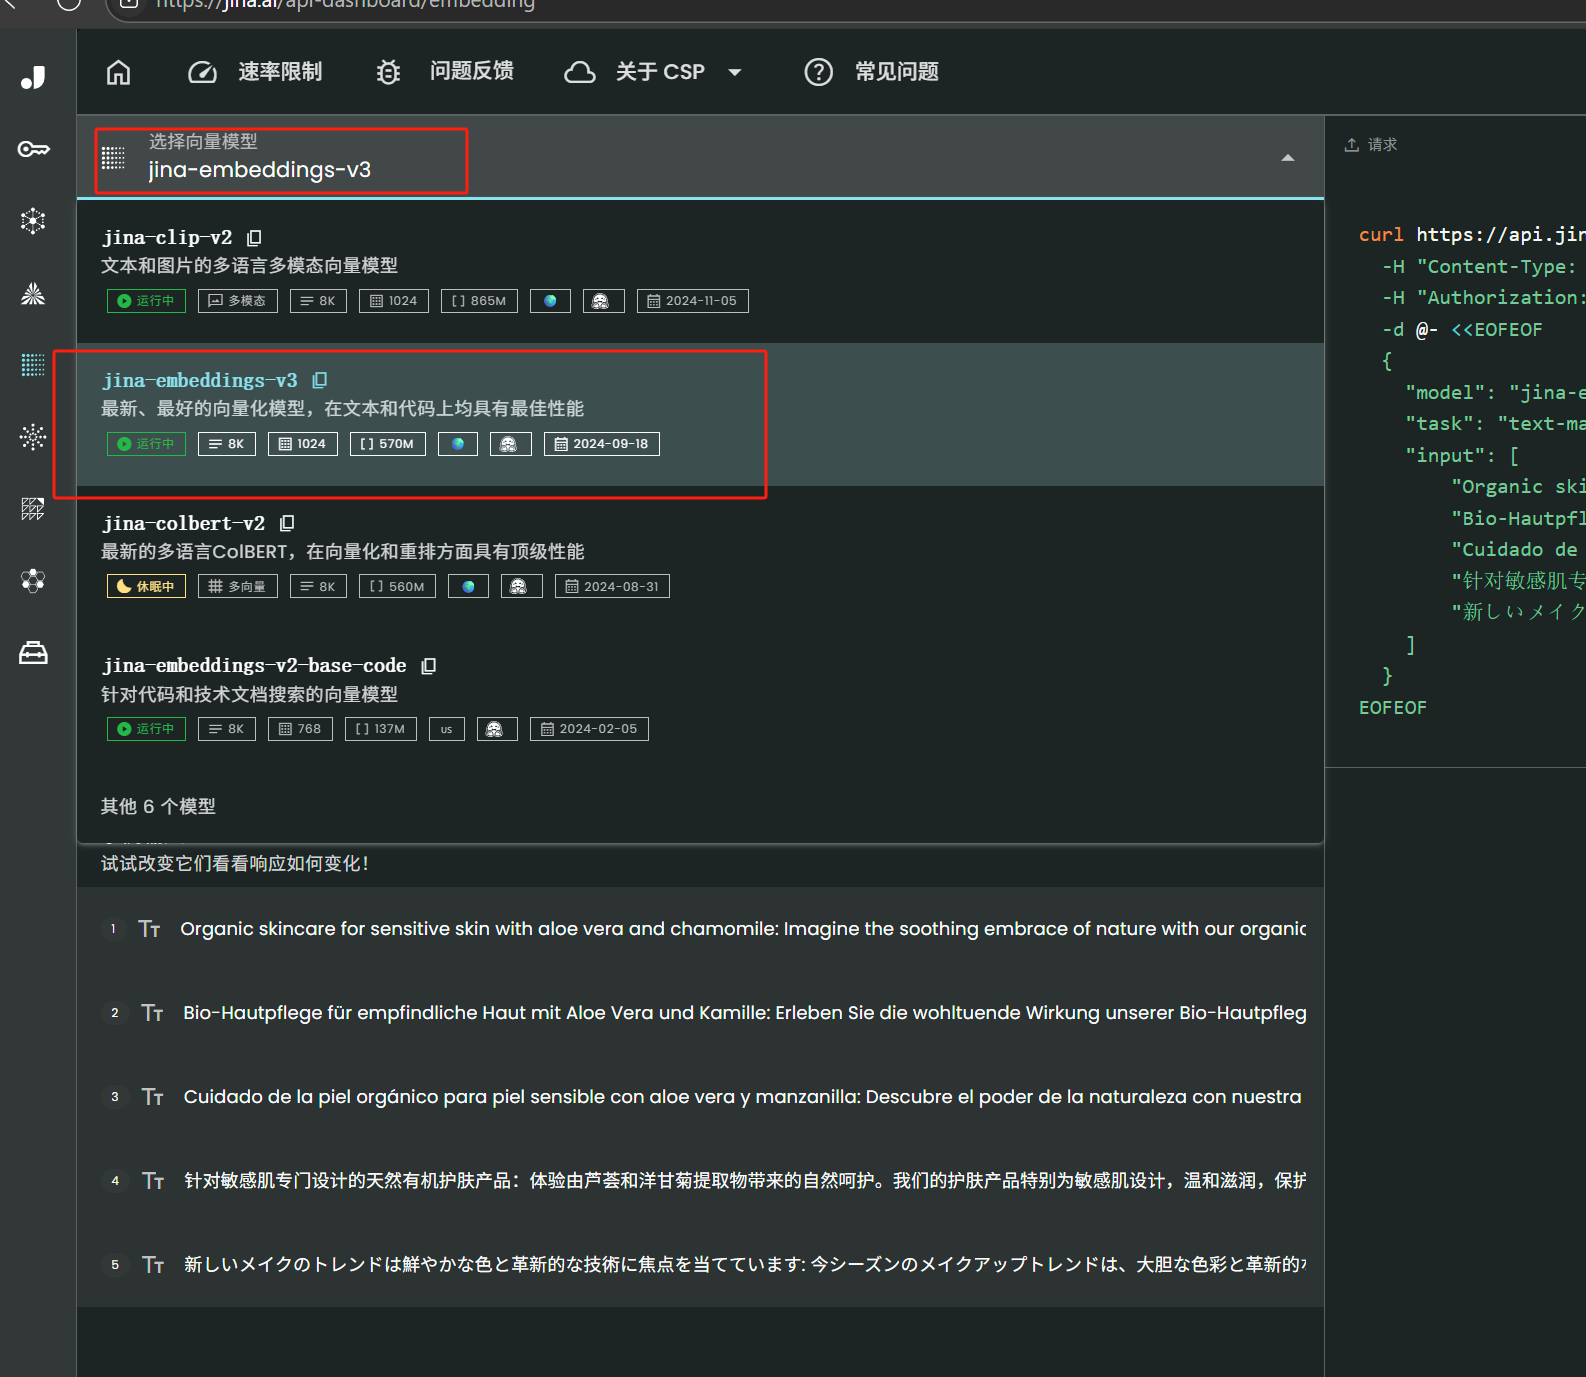 https://jina.ai/api-dashboard/embedding
速率限制
问题反馈
关于 CSP
常见问题
选择向量模型
jina-embeddings-v3
jina-clip-v2
文本和图片的多语言多模态向量模型
运行中 多模态 8K 1024 865M 2024-11-05
jina-embeddings-v3
最新、最好的向量化模型，在文本和代码上均具有最佳性能
运行中 8K 1024 570M 2024-09-18
jina-colbert-v2
最新的多语言ColBERT，在向量化和重排方面具有顶级性能
休眠中 多向量 8K 560M 2024-08-31
jina-embeddings-v2-base-code
针对代码和技术文档搜索的向量模型
运行中 8K 768 137M us 2024-02-05
其他 6 个模型
试试改变它们看看响应如何变化！
1 Organic skincare for sensitive skin with aloe vera and chamomile: Imagine the soothing embrace of nature with our organic
2 Bio-Hautpflege für empfindliche Haut mit Aloe Vera und Kamille: Erleben Sie die wohltuende Wirkung unserer Bio-Hautpfleg
3 Cuidado de la piel orgánico para piel sensible con aloe vera y manzanilla: Descubre el poder de la naturaleza con nuestra
4 针对敏感肌专门设计的天然有机护肤产品：体验由芦荟和洋甘菊提取物带来的自然呵护。我们的护肤产品特别为敏感肌设计，温和滋润，保护
5 新しいメイクのトレンドは鮮やかな色と革新的な技術に焦点を当てています: 今シーズンのメイクアップトレンドは、大胆な色彩と革新的な
请求
curl https://api.jin
-H "Content-Type:
-H "Authorization:
-d @- <<EOFEOF
{
"model": "jina-e
"task": "text-ma
"input": [
"Organic ski
"Bio-Hautpfl
"Cuidado de
"针对敏感肌专
"新しいメイク
]
}
EOFEOF